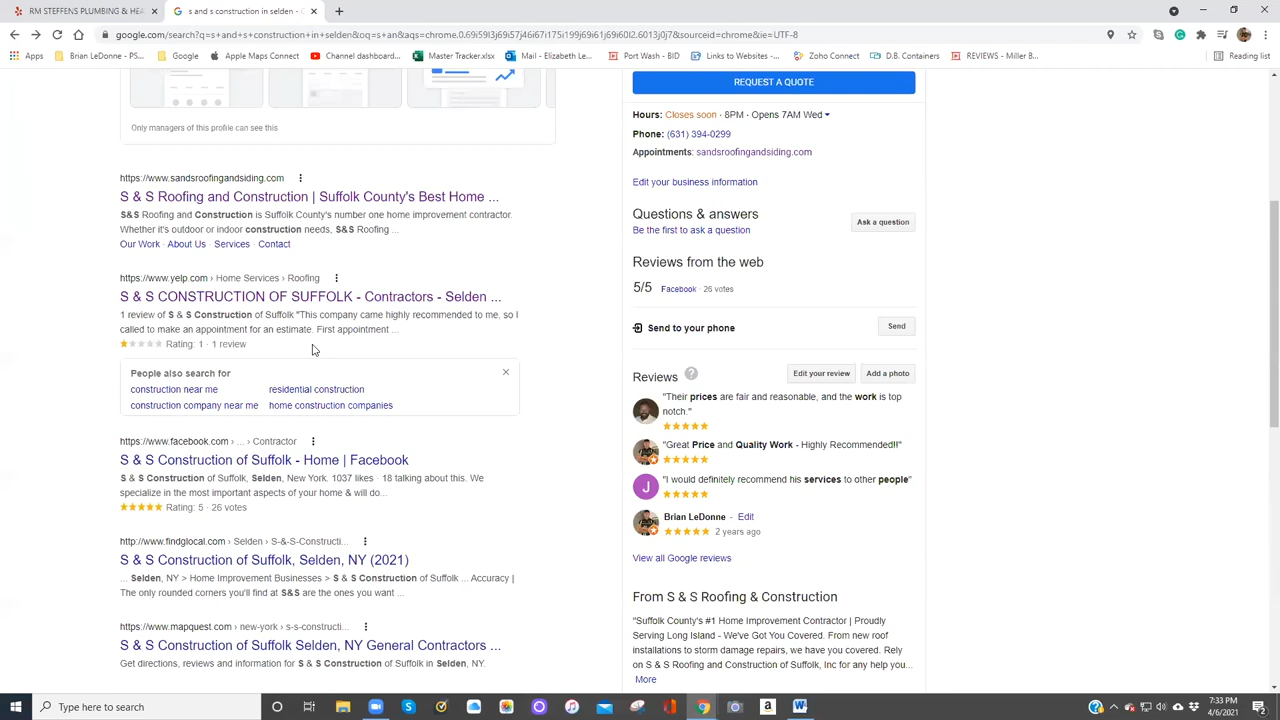 RM STEFFENS PLUMBING & HEA
s and s construction in selden -
google.com/search?q=s+and+s+construction+in+selden&oq=s+an&aqs=chrome.0.69i59l3j69i57j46i67i175i199j69i61j69i60l2.6013j0j7&sourceid=chrome&ie=UTF-8
Apps
Brian LeDonne - PS...
Google
Apple Maps Connect
Channel dashboard...
Master Tracker.xlsx
Mail - Elizabeth Le...
Port Wash - BID
Links to Websites -...
Zoho Connect
D.B. Containers
REVIEWS - Miller B...
Reading list
Only managers of this profile can see this
https://www.sandsroofingandsiding.com
S & S Roofing and Construction | Suffolk County's Best Home ...
S&S Roofing and Construction is Suffolk County's number one home improvement contractor.
Whether it's outdoor or indoor construction needs, S&S Roofing ...
Our Work · About Us · Services · Contact
https://www.yelp.com › Home Services › Roofing
S & S CONSTRUCTION OF SUFFOLK - Contractors - Selden ...
1 review of S & S Construction of Suffolk "This company came highly recommended to me, so I
called to make an appointment for an estimate. First appointment ...
Rating: 1 · 1 review
People also search for
construction near me
residential construction
construction company near me
home construction companies
https://www.facebook.com › ... › Contractor
S & S Construction of Suffolk - Home | Facebook
S & S Construction of Suffolk, Selden, New York. 1037 likes · 18 talking about this. We
specialize in the most important aspects of your home & will do...
Rating: 5 · 26 votes
http://www.findglocal.com › Selden › S-&-S-Constructi...
S & S Construction of Suffolk, Selden, NY (2021)
... Selden, NY > Home Improvement Businesses > S & S Construction of Suffolk ... Accuracy |
The only rounded corners you'll find at S&S are the ones you want ...
https://www.mapquest.com › new-york › s-s-constructi...
S & S Construction of Suffolk Selden, NY General Contractors ...
Get directions, reviews and information for S & S Construction of Suffolk in Selden, NY.
REQUEST A QUOTE
Hours: Closes soon · 8PM · Opens 7AM Wed
Phone: (631) 394-0299
Appointments: sandsroofingandsiding.com
Edit your business information
Questions & answers
Be the first to ask a question
Ask a question
Reviews from the web
5/5 Facebook · 26 votes
Send to your phone
Send
Reviews
?
Edit your review
Add a photo
"Their prices are fair and reasonable, and the work is top
notch."
"Great Price and Quality Work - Highly Recommended!!"
J
"I would definitely recommend his services to other people"
Brian LeDonne - Edit
2 years ago
View all Google reviews
From S & S Roofing & Construction
"Suffolk County's #1 Home Improvement Contractor | Proudly
Serving Long Island - We've Got You Covered. From new roof
installations to storm damage repairs, we have you covered. Rely
on S & S Roofing and Construction of Suffolk, Inc for any help you...
More
Type here to search
7:33 PM
4/6/2021